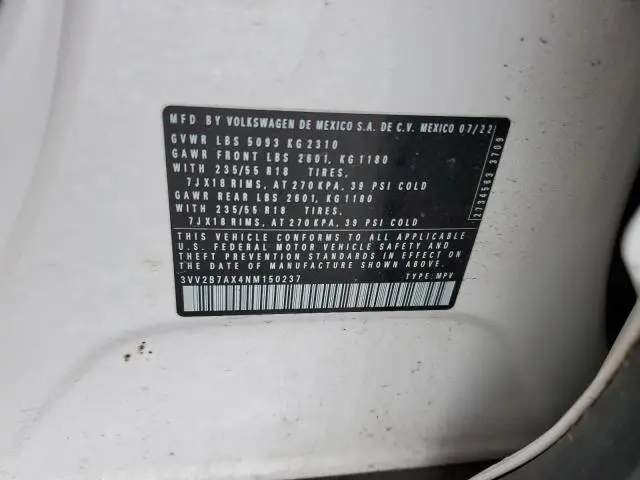 MFD BY VOLKSWAGEN DE MEXICO S.A. DE C.V. MEXICO 07/22
GVWR LBS 5093 KG 2310
GAWR FRONT LBS 2601, KG 1180
WITH 235/55 R18 TIRES,
7JX18 RIMS, AT 270 KPA, 39 PSI COLD
GAWR REAR LBS 2601, KG 1180
WITH 235/55 R18 TIRES,
7JX18 RIMS, AT 270 KPA, 39 PSI COLD
THIS VEHICLE CONFORMS TO ALL APPLICABLE
U.S. FEDERAL MOTOR VEHICLE SAFETY AND
THEFT PREVENTION STANDARDS IN EFFECT ON
THE DATE OF MANUFACTURE SHOWN ABOVE.
3VV2B7AX4NM150237 TYPE: MPV
2734563 3709